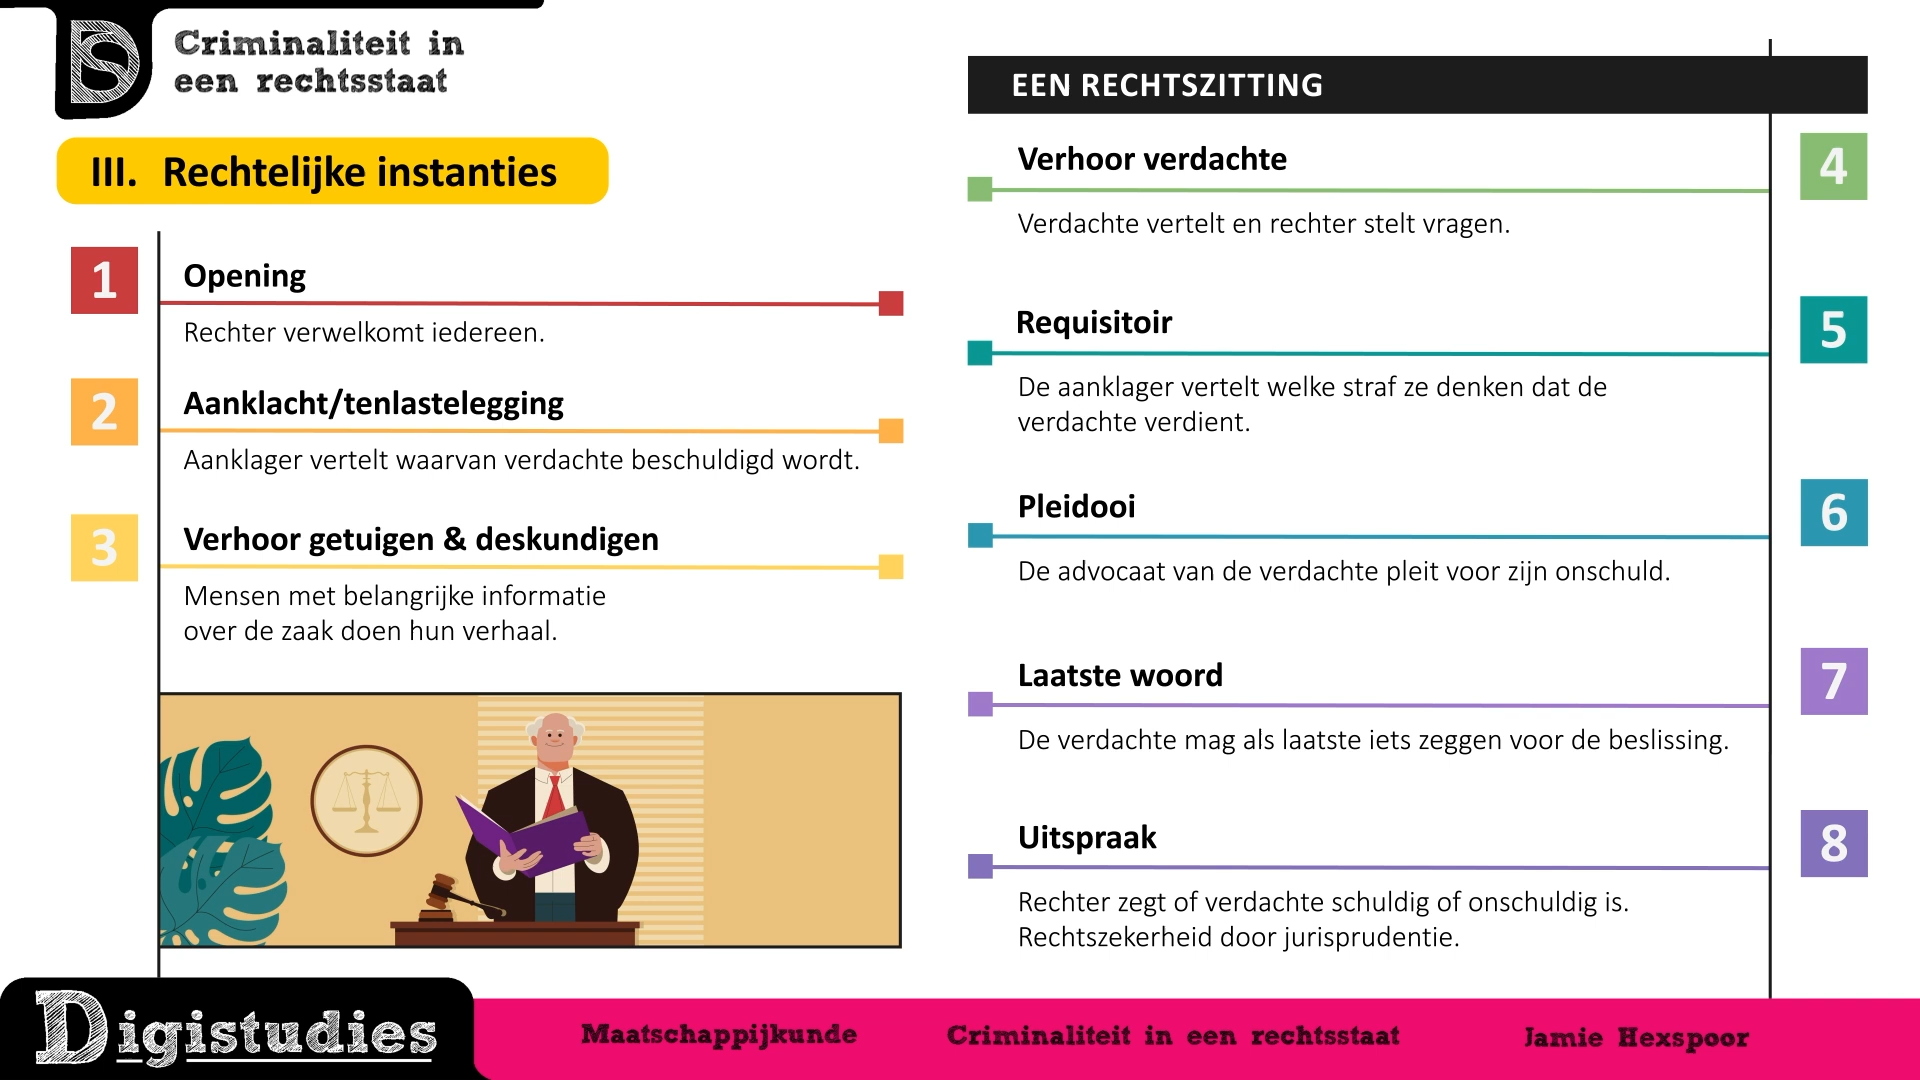 DS
Criminaliteit in
een rechtsstaat
III. Rechtelijke instanties
1
Opening
Rechter verwelkomt iedereen.
2
Aanklacht/tenlastelegging
Aanklager vertelt waarvan verdachte beschuldigd wordt.
3
Verhoor getuigen & deskundigen
Mensen met belangrijke informatie
over de zaak doen hun verhaal.
EEN RECHTSZITTING
Verhoor verdachte
4
Verdachte vertelt en rechter stelt vragen.
Requisitoir
5
De aanklager vertelt welke straf ze denken dat de
verdachte verdient.
Pleidooi
6
De advocaat van de verdachte pleit voor zijn onschuld.
Laatste woord
7
De verdachte mag als laatste iets zeggen voor de beslissing.
Uitspraak
8
Rechter zegt of verdachte schuldig of onschuldig is.
Rechtszekerheid door jurisprudentie.
Digistudies
Maatschappijkunde
Criminaliteit in een rechtsstaat
Jamie Hexspoor